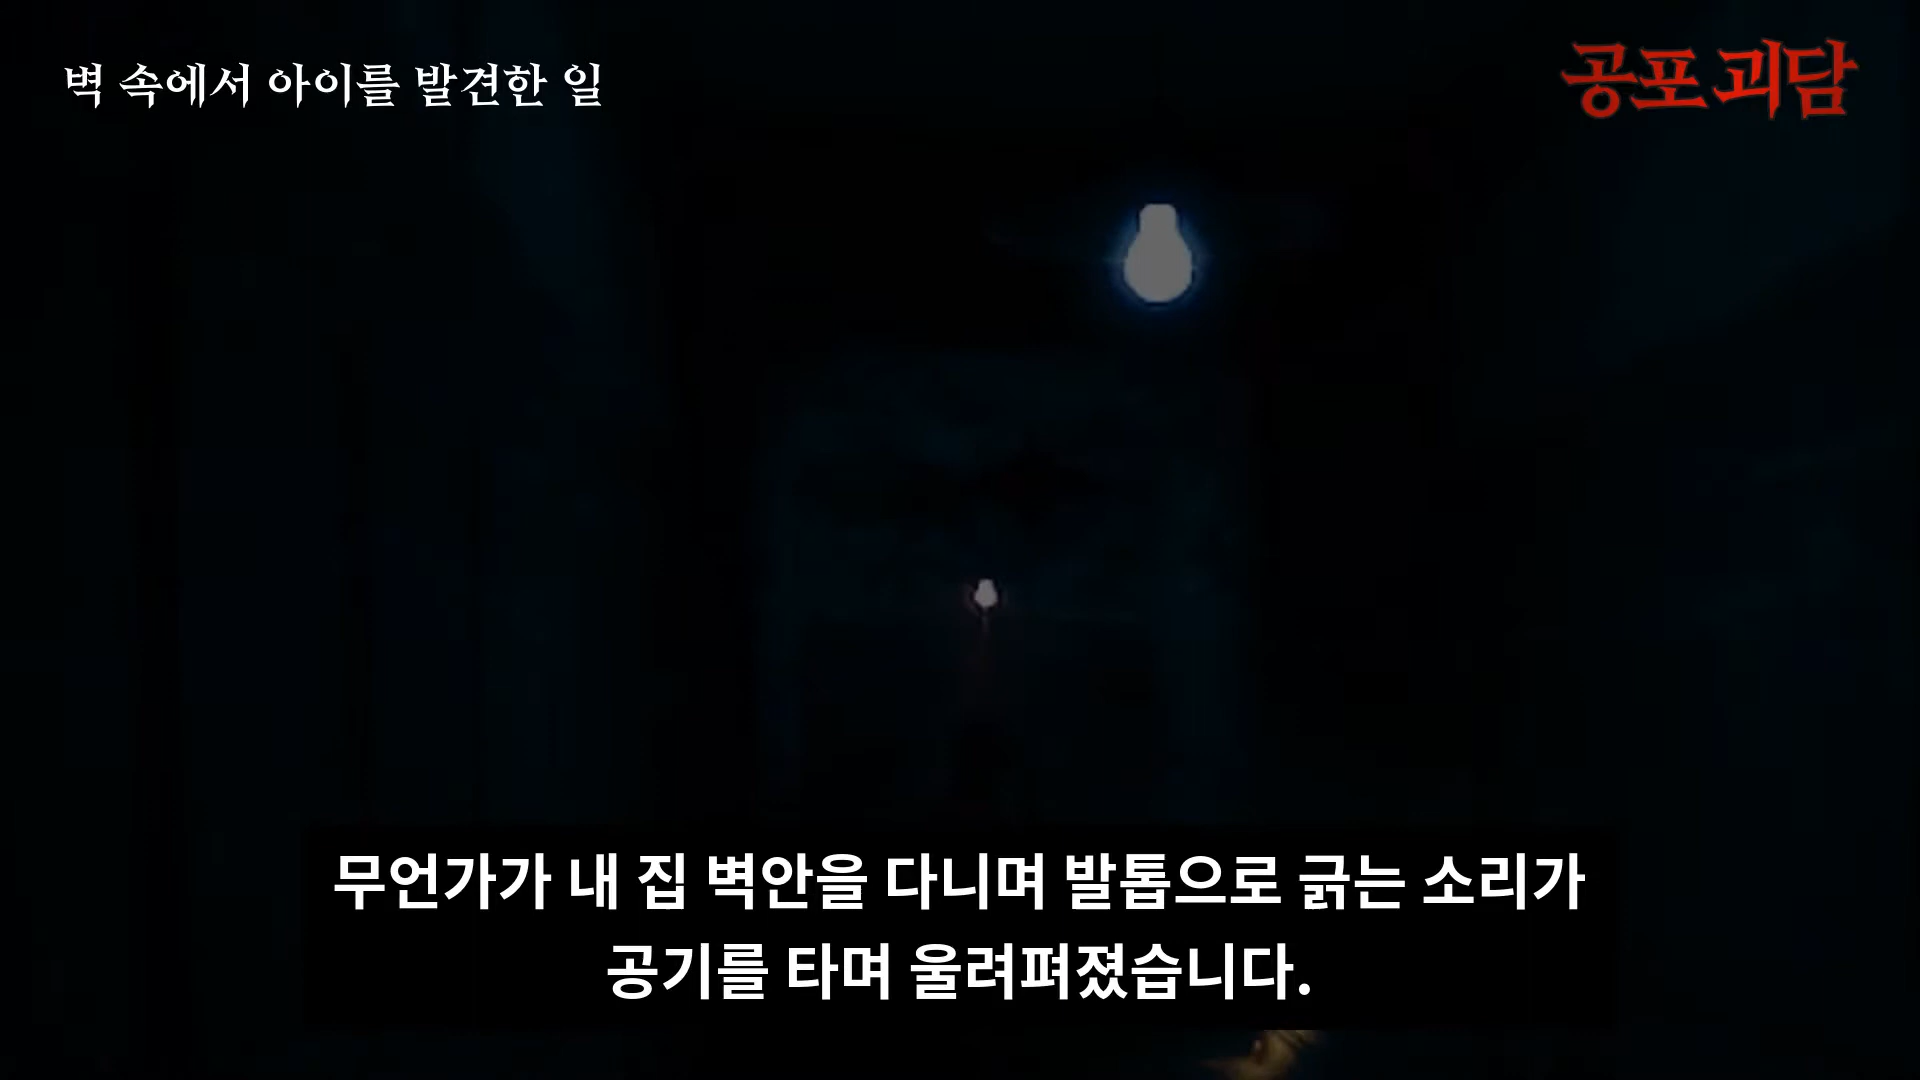 벽 속에서 아이를 발견한 일
공포 괴담
무언가가 내 집 벽안을 다니며 발톱으로 긁는 소리가
공기를 타며 울려펴졌습니다.